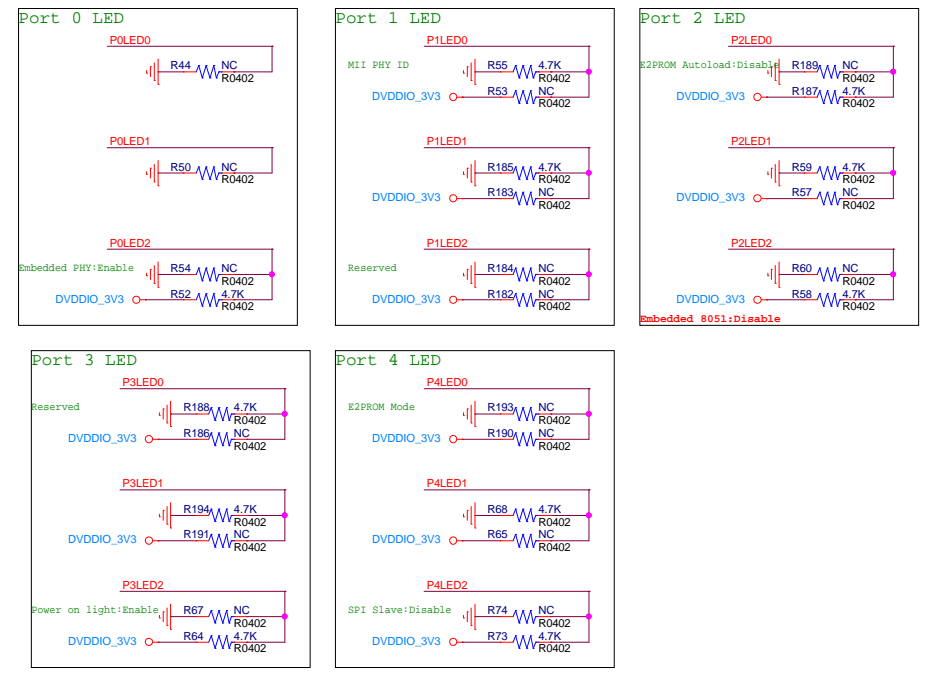 Port 0 LED
P0LED0
R44 NC
R0402
P0LED1
R50 NC
R0402
P0LED2
Embedded PHY:Enable
R54 NC
R0402
DVDDIO_3V3 R52 4.7K
R0402
Port 1 LED
P1LED0
MII PHY ID
R55 4.7K
R0402
DVDDIO_3V3 R53 NC
R0402
P1LED1
R185 4.7K
R0402
DVDDIO_3V3 R183 NC
R0402
P1LED2
Reserved
R184 NC
R0402
DVDDIO_3V3 R182 NC
R0402
Port 2 LED
P2LED0
E2PROM Autoload:Disable
R189 NC
R0402
DVDDIO_3V3 R187 4.7K
R0402
P2LED1
R59 4.7K
R0402
DVDDIO_3V3 R57 NC
R0402
P2LED2
R60 NC
R0402
DVDDIO_3V3 R58 4.7K
R0402
Embedded 8051:Disable
Port 3 LED
P3LED0
Reserved
R188 4.7K
R0402
DVDDIO_3V3 R186 NC
R0402
P3LED1
R194 4.7K
R0402
DVDDIO_3V3 R191 NC
R0402
P3LED2
Power on light:Enable
R67 NC
R0402
DVDDIO_3V3 R64 4.7K
R0402
Port 4 LED
P4LED0
E2PROM Mode
R193 NC
R0402
DVDDIO_3V3 R190 NC
R0402
P4LED1
R68 4.7K
R0402
DVDDIO_3V3 R65 NC
R0402
P4LED2
SPI Slave:Disable
R74 NC
R0402
DVDDIO_3V3 R73 4.7K
R0402